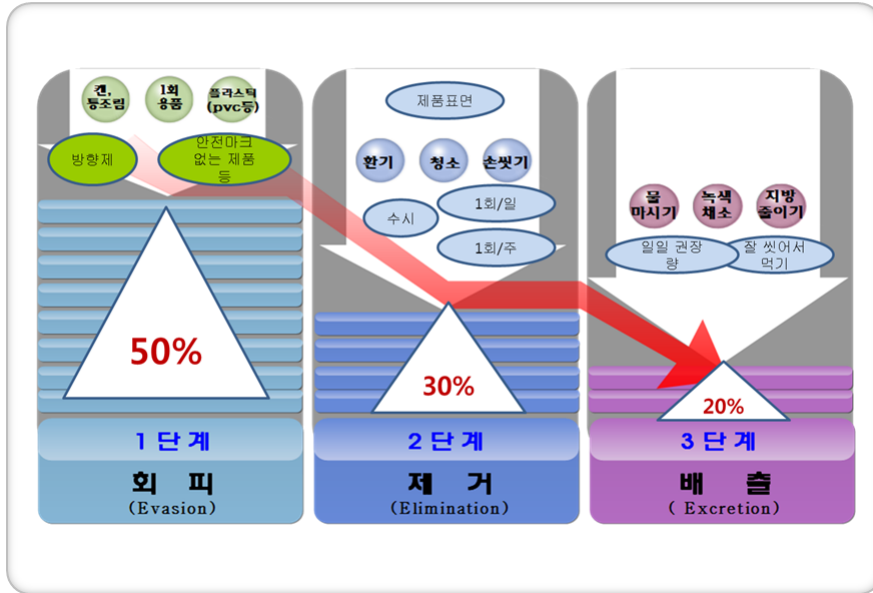 캔,
통조림
1회
용품
플라스틱
(pvc등)
방향제
안전마크
없는 제품
등
50%
1단계
회 피
(Evasion)
제품표면
환기
청소
손씻기
수시
1회/일
1회/주
30%
2단계
제 거
(Elimination)
물
마시기
녹색
채소
지방
줄이기
일일 권장
량
잘 씻어서
먹기
20%
3단계
배 출
( Excretion)